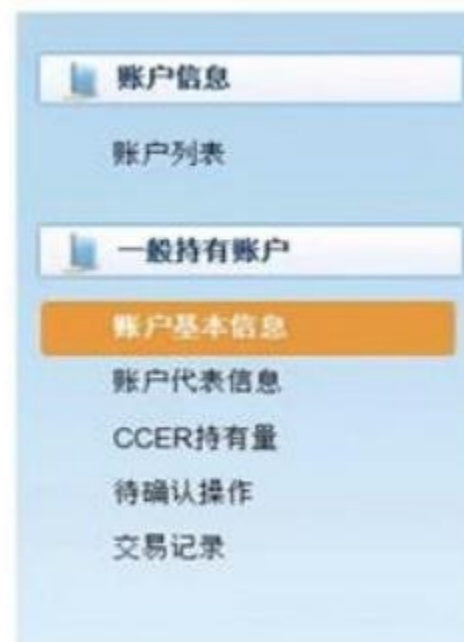 账户信息
账户列表
一般持有账户
账户基本信息
账户代表信息
CCER持有量
待确认操作
交易记录